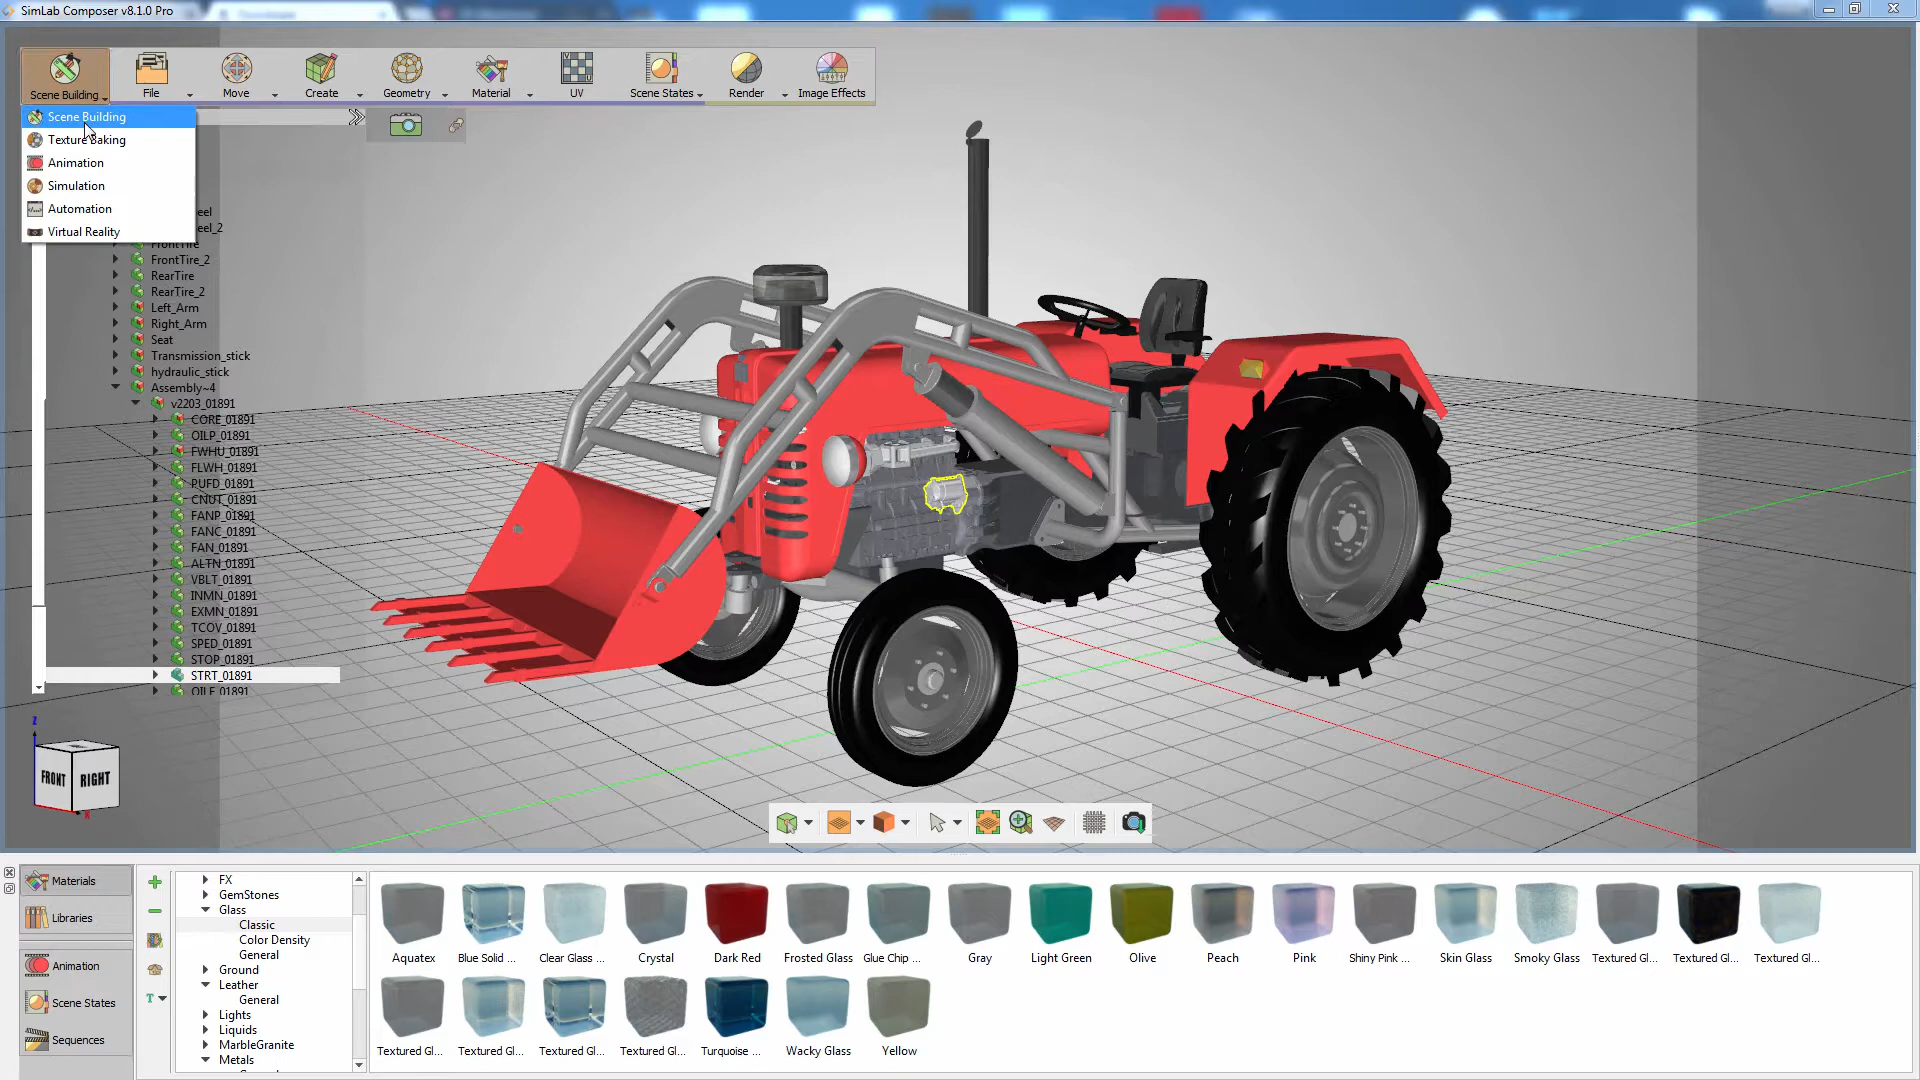 SimLab Composer v8.1.0 Pro
Scene Building
File
Move
Create
Geometry
Material
UV
Scene States
Render
Image Effects
Scene Building
Texture Baking
Animation
Simulation
Automation
Virtual Reality
eel
eel_2
FrontTire
FrontTire_2
RearTire
RearTire_2
Left_Arm
Right_Arm
Seat
Transmission_stick
hydraulic_stick
Assembly~4
v2203_01891
CORE_01891
OILP_01891
FWHU_01891
FLWH_01891
PUFD_01891
CNUT_01891
FANP_01891
FANC_01891
FAN_01891
ALTN_01891
VBLT_01891
INMN_01891
EXMN_01891
TCOV_01891
SPED_01891
STOP_01891
STRT_01891
Z
FRONT
RIGHT
X
Materials
Libraries
Animation
Scene States
Sequences
T
FX
GemStones
Glass
Classic
Color Density
General
Ground
Leather
General
Lights
Liquids
MarbleGranite
Metals
Aquatex
Blue Solid ...
Clear Glass ...
Crystal
Dark Red
Frosted Glass
Glue Chip ...
Gray
Light Green
Olive
Peach
Pink
Shiny Pink ...
Skin Glass
Smoky Glass
Textured Gl...
Textured Gl...
Textured Gl...
Textured Gl...
Textured Gl...
Textured Gl...
Textured Gl...
Turquoise ...
Wacky Glass
Yellow